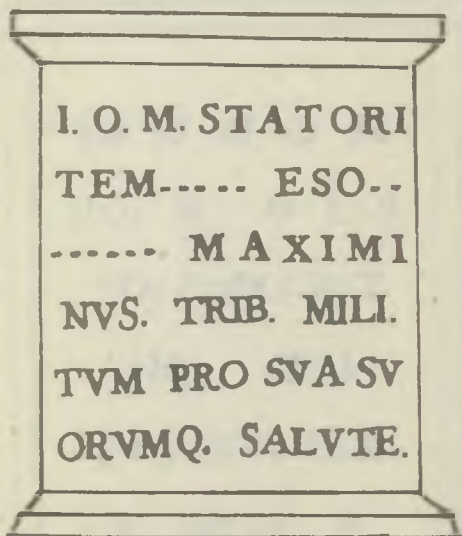 I. O. M. STATORI
TEM----- ESO--
------ MAXIMI
NVS. TRIB. MILI.
TVM PRO SVA SV
ORVMQ. SALVTE.